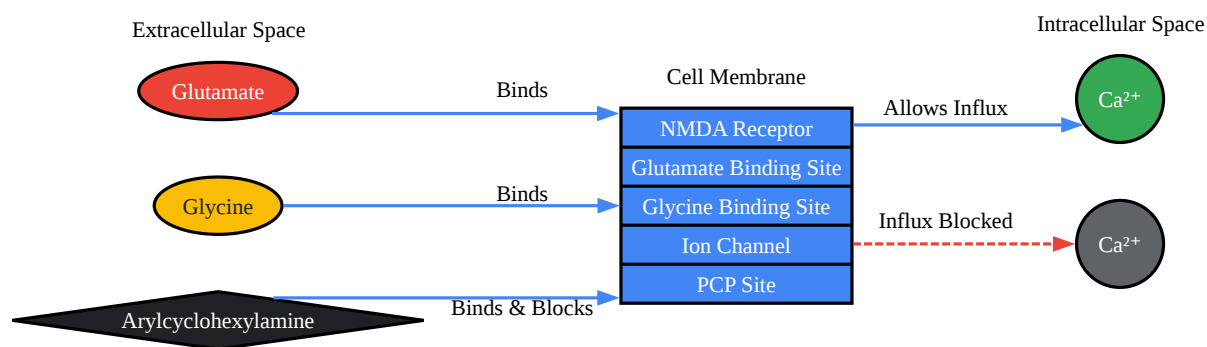 Extracellular Space
Intracellular Space
Glutamate
Binds
Cell Membrane
Allows Influx
Ca²⁺
NMDA Receptor
Glutamate Binding Site
Glycine
Binds
Glycine Binding Site
Influx Blocked
Ca²⁺
Ion Channel
PCP Site
Arylcyclohexylamine
Binds & Blocks